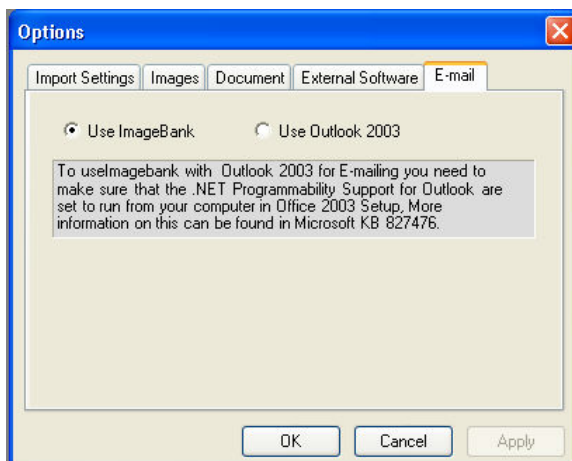 Options
Import Settings Images Document External Software E-mail
Use ImageBank Use Outlook 2003
To useImagebank with Outlook 2003 for E-mailing you need to
make sure that the .NET Programmability Support for Outlook are
set to run from your computer in Office 2003 Setup, More
information on this can be found in Microsoft KB 827476.
OK Cancel Apply